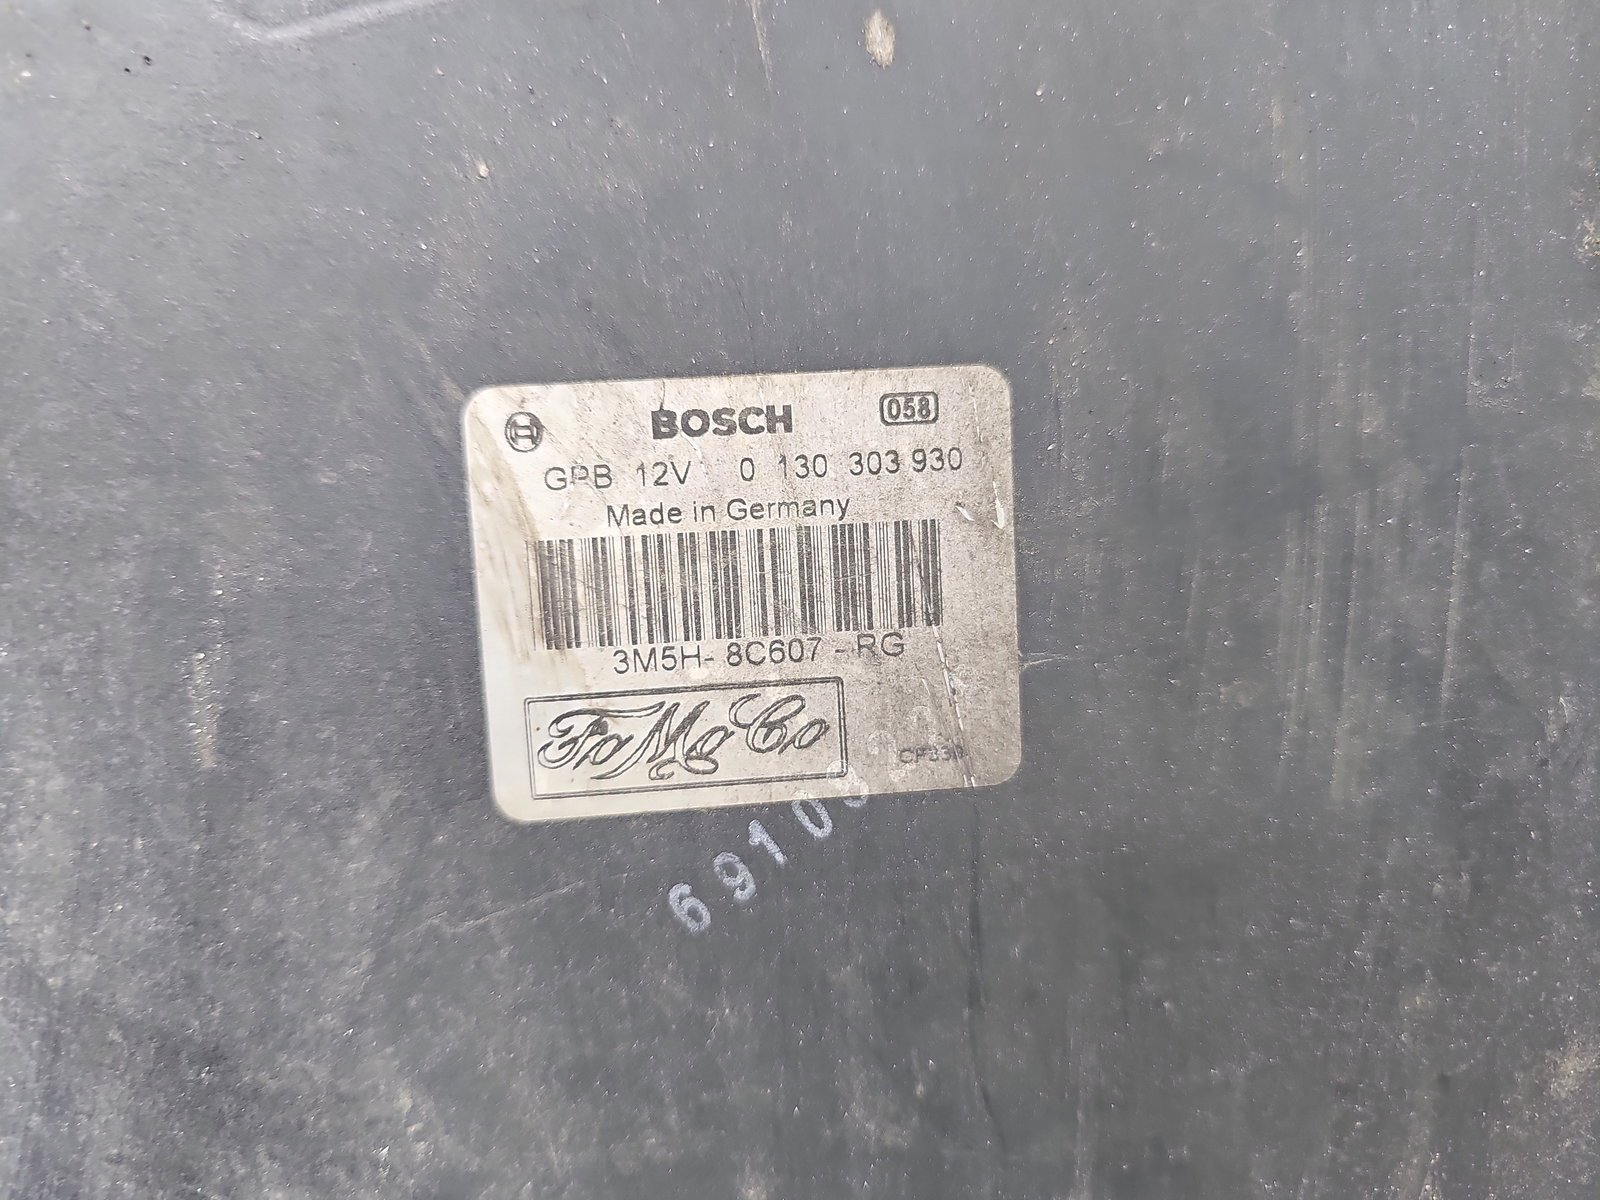 BOSCH 058
GPB 12V 0 130 303 930
Made in Germany
3M5H- 8C607 - RG
FoMoCo